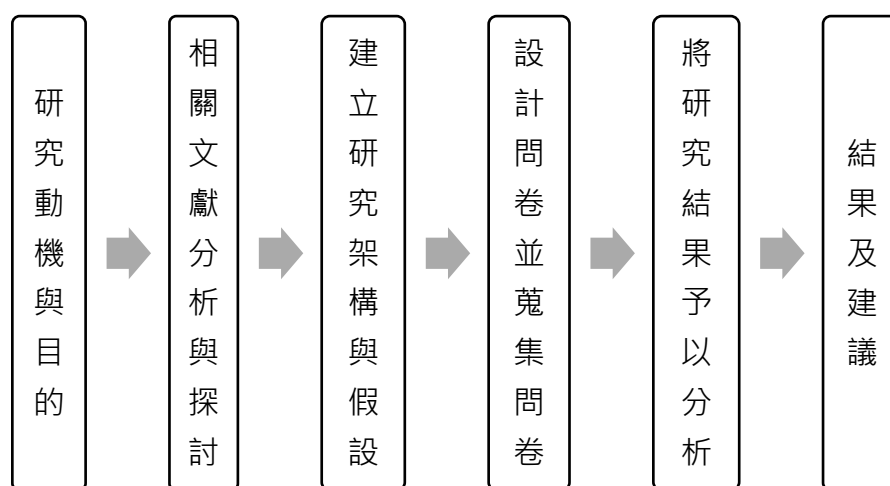 研究動機與目的
相關文獻分析與探討
建立研究架構與假設
設計問卷並蒐集問卷
將研究結果予以分析
結果及建議